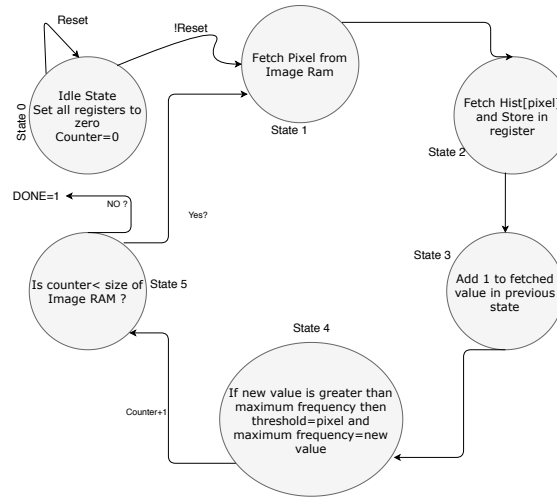 Reset
!Reset
State 0
Idle State
Set all registers to
zero
Counter=0
Fetch Pixel from
Image Ram
State 1
Fetch Hist[pixel]
and Store in
register
State 2
DONE=1
NO ?
Yes?
Is counter< size of
Image RAM ?
State 5
State 3
Add 1 to fetched
value in previous
state
State 4
If new value is greater than
maximum frequency then
threshold=pixel and
maximum frequency=new
value
Counter+1